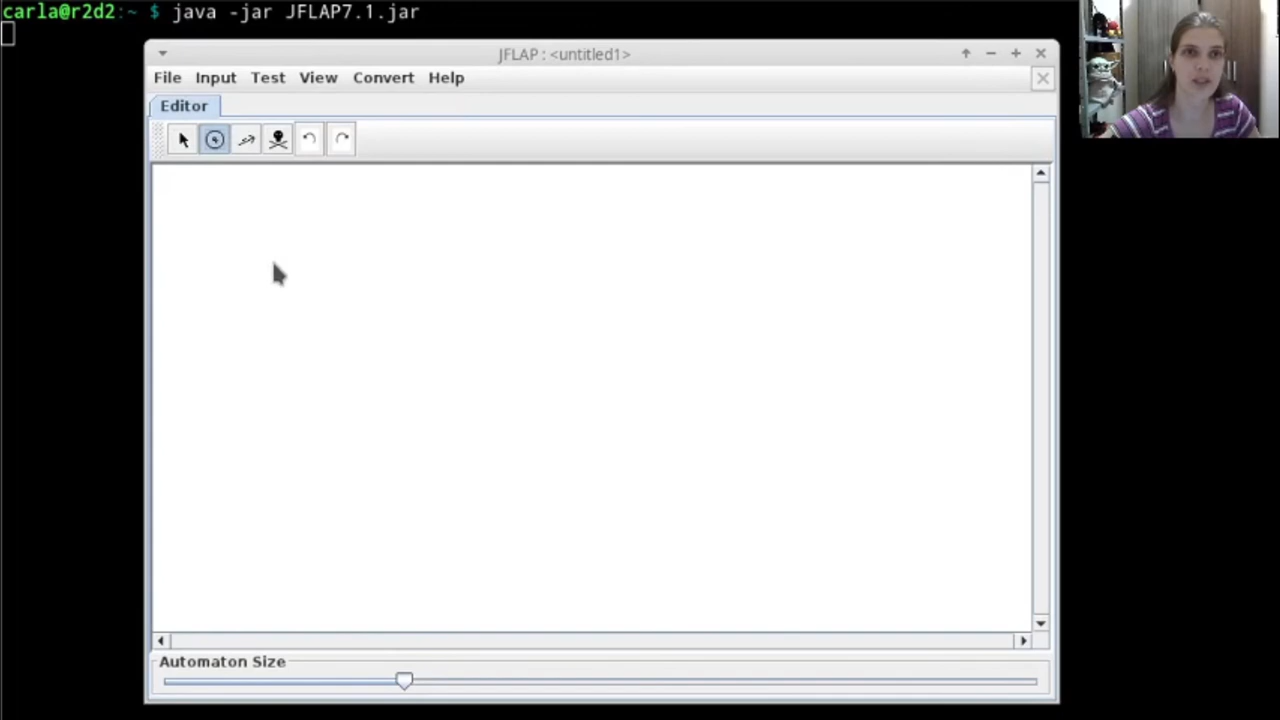 carla@r2d2:~ $ java -jar JFLAP7.1.jar
JFLAP : <untitled1>
File Input Test View Convert Help
Editor
Automaton Size